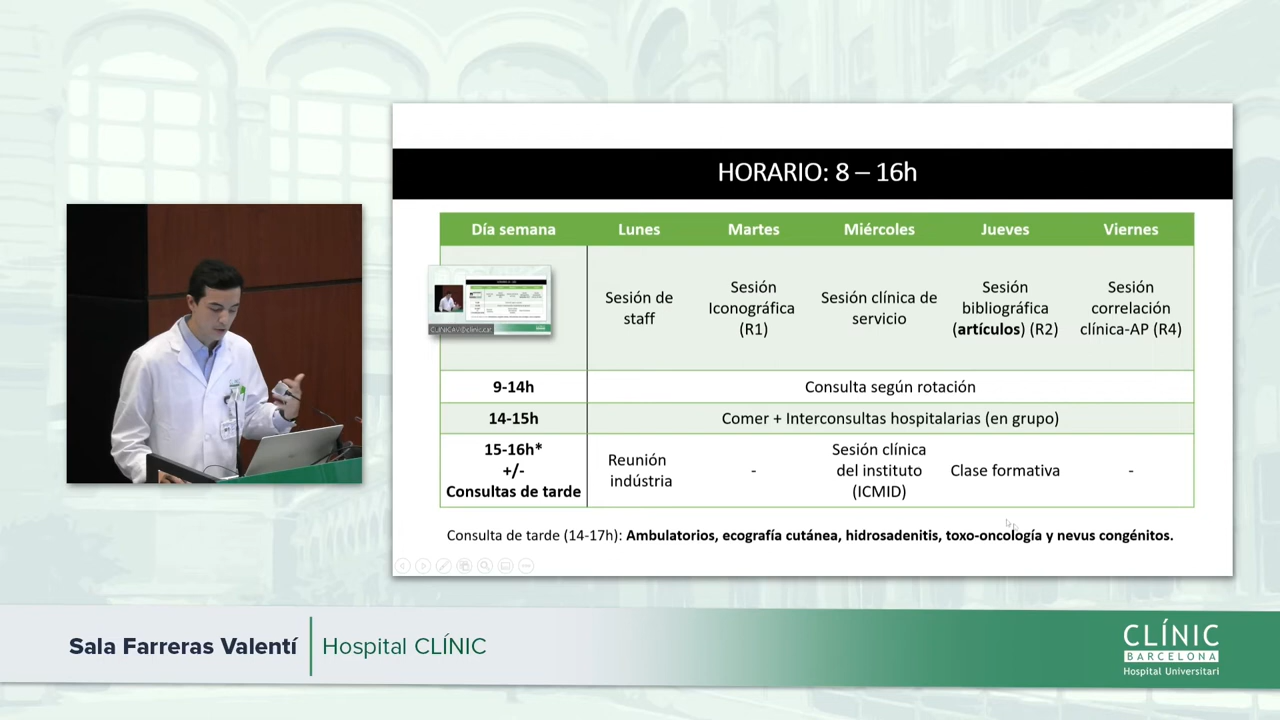 HORARIO: 8 – 16h
Día semana
Lunes
Martes
Miércoles
Jueves
Viernes
Sesión de
staff
Sesión
Iconográfica
(R1)
Sesión clínica de
servicio
Sesión
bibliográfica
(artículos) (R2)
Sesión
correlación
clínica-AP (R4)
9-14h
Consulta según rotación
14-15h
Comer + Interconsultas hospitalarias (en grupo)
15-16h*
+/-
Consultas de tarde
Reunión
indústria
-
Sesión clínica
del instituto
(ICMID)
Clase formativa
-
Consulta de tarde (14-17h): Ambulatorios, ecografía cutánea, hidrosadenitis, toxo-oncología y nevus congénitos.
Sala Farreras Valentí
Hospital CLÍNIC
CLÍNIC
BARCELONA
Hospital Universitari